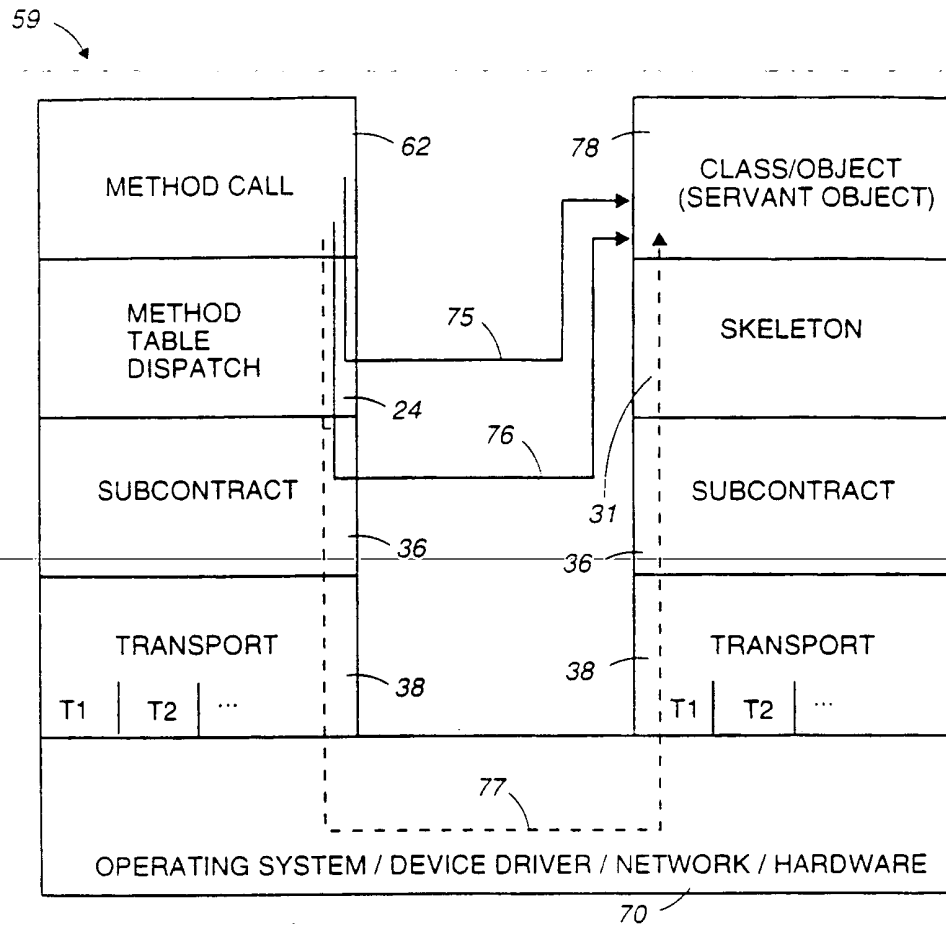 59
62
METHOD CALL
78
CLASS/OBJECT
(SERVANT OBJECT)
METHOD
TABLE
DISPATCH
75
24
SKELETON
31
76
SUBCONTRACT
36
SUBCONTRACT
36
TRANSPORT
38
T1
T2
...
TRANSPORT
38
T1
T2
...
77
OPERATING SYSTEM / DEVICE DRIVER / NETWORK / HARDWARE
70